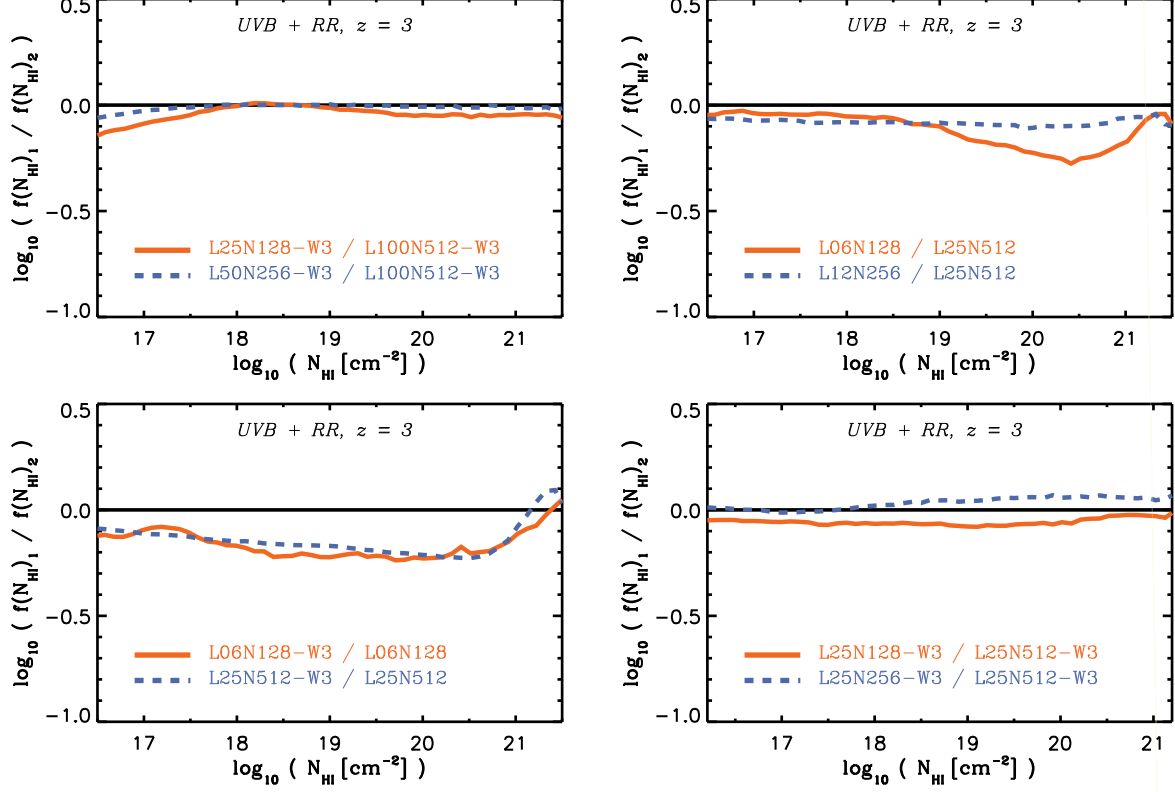 UVB + RR, z = 3
0.5
0.0
−0.5
−1.0
log10 ( f(NHI)1 / f(NHI)2 )
L25N128−W3 / L100N512−W3
L50N256−W3 / L100N512−W3
17 18 19 20 21
log10 ( NHI [cm−2] )
UVB + RR, z = 3
0.5
0.0
−0.5
−1.0
log10 ( f(NHI)1 / f(NHI)2 )
L06N128 / L25N512
L12N256 / L25N512
17 18 19 20 21
log10 ( NHI [cm−2] )
UVB + RR, z = 3
0.5
0.0
−0.5
−1.0
log10 ( f(NHI)1 / f(NHI)2 )
L06N128−W3 / L06N128
L25N512−W3 / L25N512
17 18 19 20 21
log10 ( NHI [cm−2] )
UVB + RR, z = 3
0.5
0.0
−0.5
−1.0
log10 ( f(NHI)1 / f(NHI)2 )
L25N128−W3 / L25N512−W3
L25N256−W3 / L25N512−W3
17 18 19 20 21
log10 ( NHI [cm−2] )